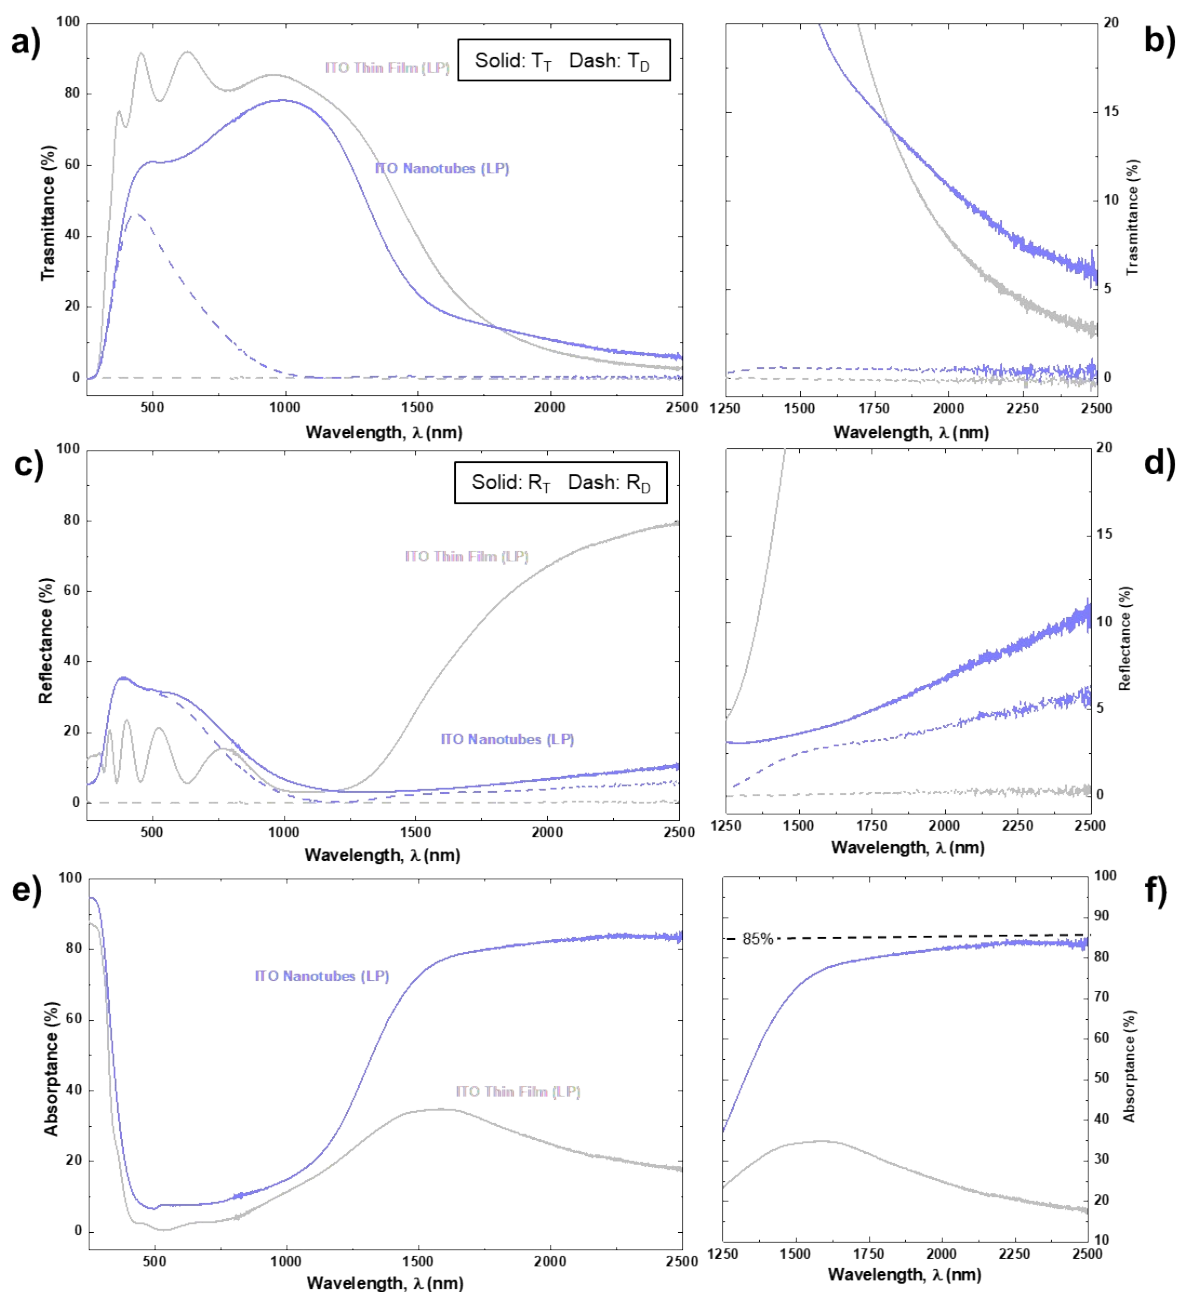 a)
100
80
60
40
20
0
Trasmittance (%)
Solid: T_T Dash: T_D
ITO Thin Film (LP)
ITO Nanotubes (LP)
500 1000 1500 2000 2500
Wavelength, λ (nm)
b)
20
15
10
5
0
Trasmittance (%)
1250 1500 1750 2000 2250 2500
Wavelength, λ (nm)
c)
100
80
60
40
20
0
Reflectance (%)
Solid: R_T Dash: R_D
ITO Thin Film (LP)
ITO Nanotubes (LP)
500 1000 1500 2000 2500
Wavelength, λ (nm)
d)
20
15
10
5
0
Reflectance (%)
1250 1500 1750 2000 2250 2500
Wavelength, λ (nm)
e)
100
80
60
40
20
0
Absorptance (%)
ITO Nanotubes (LP)
ITO Thin Film (LP)
500 1000 1500 2000 2500
Wavelength, λ (nm)
f)
100
90
80
70
60
50
40
30
20
10
85%
Absorptance (%)
1250 1500 1750 2000 2250 2500
Wavelength, λ (nm)